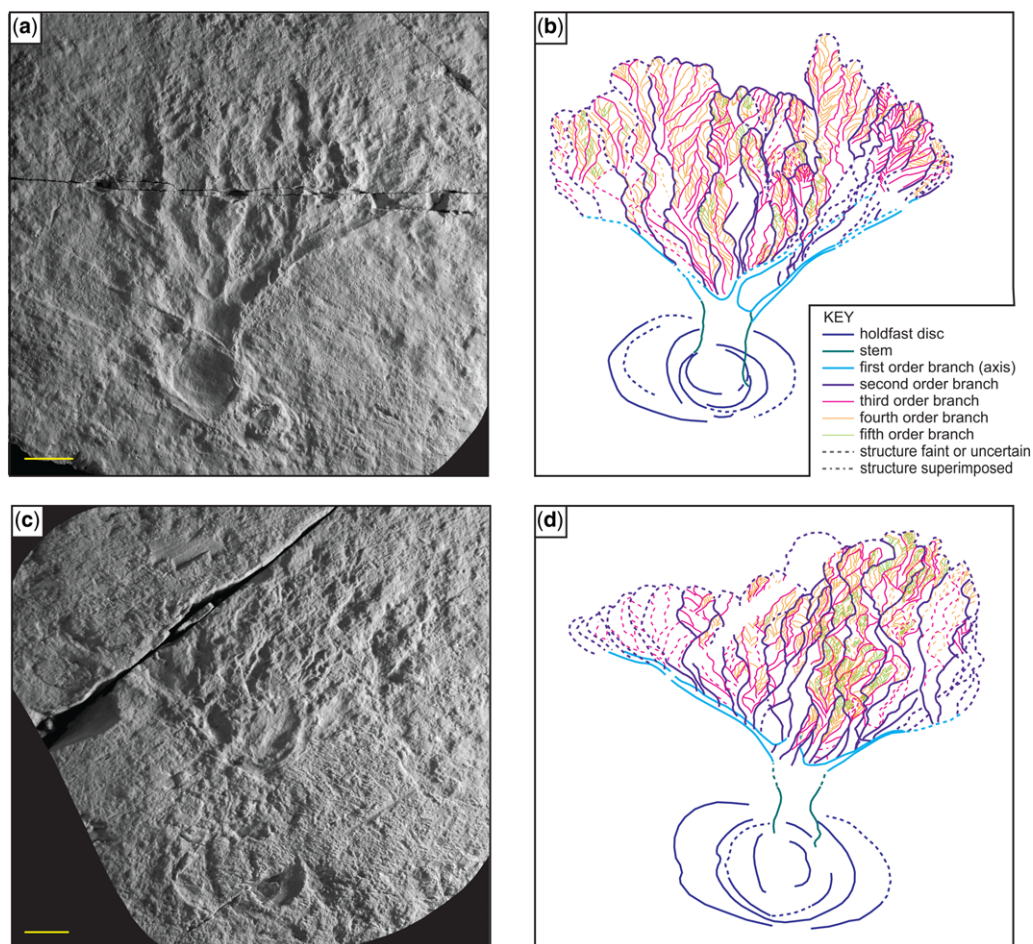 (a)
(b)
KEY
holdfast disc
stem
first order branch (axis)
second order branch
third order branch
fourth order branch
fifth order branch
structure faint or uncertain
structure superimposed
(c)
(d)